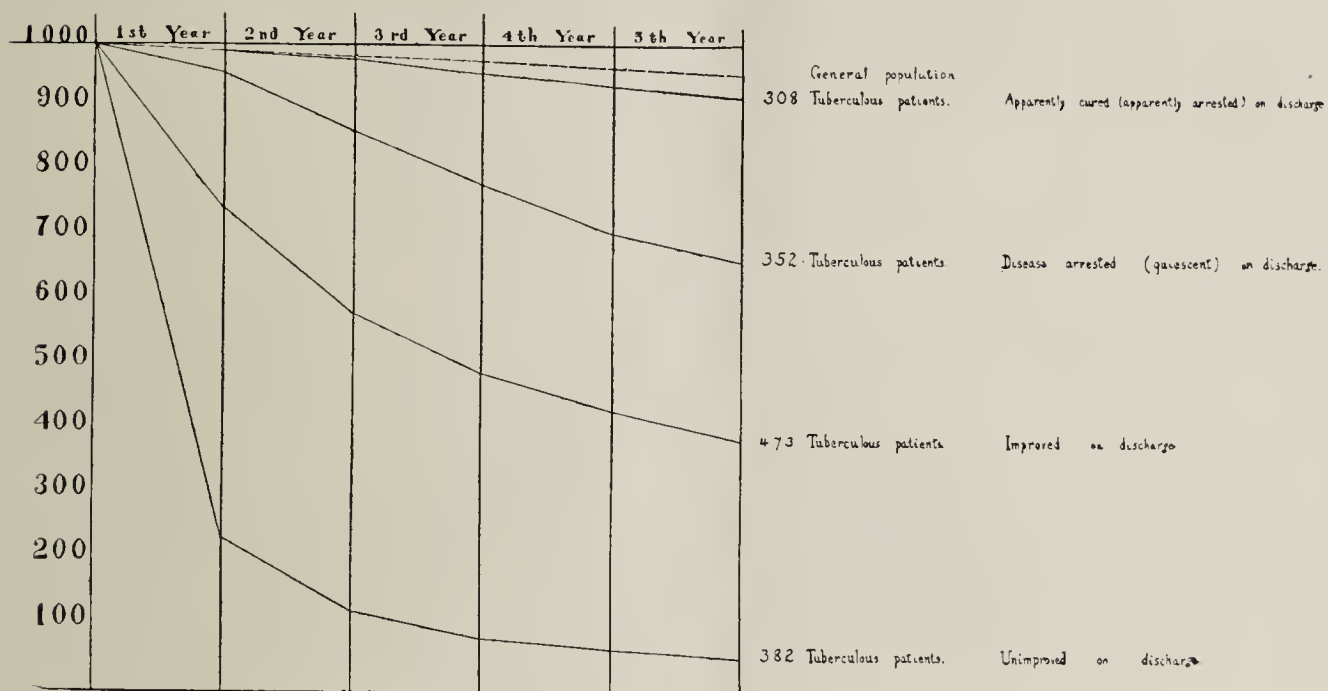 1000 1st Year 2nd Year 3rd Year 4th Year 5th Year
General population
900 308 Tuberculous patients. Apparently cured (apparently arrested) on discharge
800
700
352. Tuberculous patients. Disease arrested (quiescent) on discharge.
600
500
400
473 Tuberculous patients Improved on discharge
300
200
100
382 Tuberculous patients. Unimproved on discharge